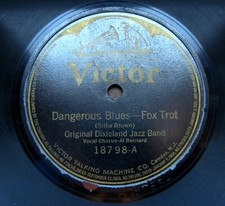 Victor
Dangerous Blues—Fox Trot
(Billie Brown)
Original Dixieland Jazz Band
Vocal Chorus-Al Bernard
18798-A
VICTOR TALKING MACHINE CO. Camden, N.J.